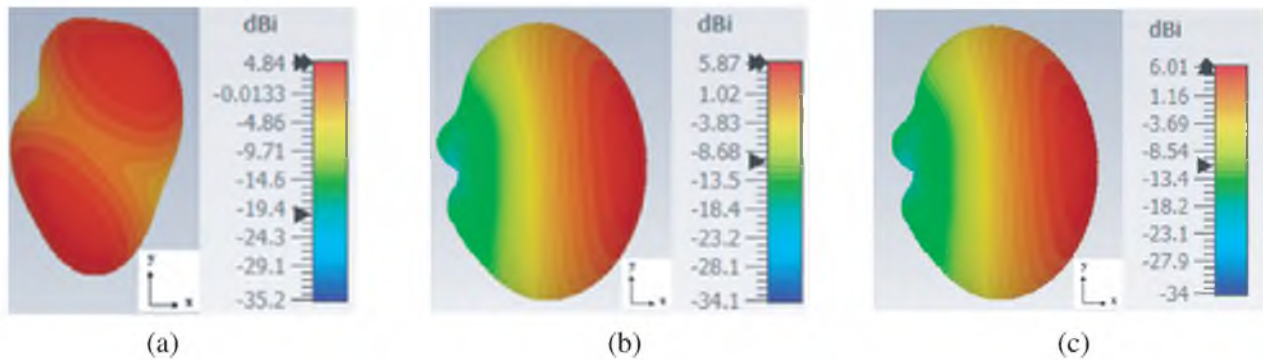 dBi
4.84
-0.0133
-4.86
-9.71
-14.6
-19.4
-24.3
-29.1
-35.2
y
x
(a)
dBi
5.87
1.02
-3.83
-8.68
-13.5
-18.4
-23.2
-28.1
-34.1
y
x
(b)
dBi
6.01
1.16
-3.69
-8.54
-13.4
-18.2
-23.2
-27.9
-34
y
x
(c)